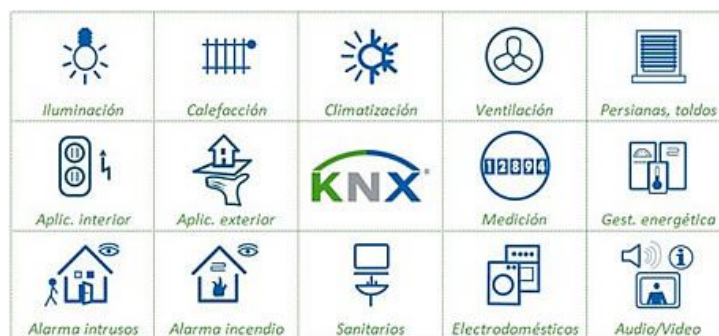 Iluminación
Calefacción
Climatización
Ventilación
Persianas, toldos
Aplic. interior
Aplic. exterior
KNX®
12894
Medición
Gest. energética
Alarma intrusos
Alarma incendio
Sanitarios
Electrodomésticos
i
Audio/Video